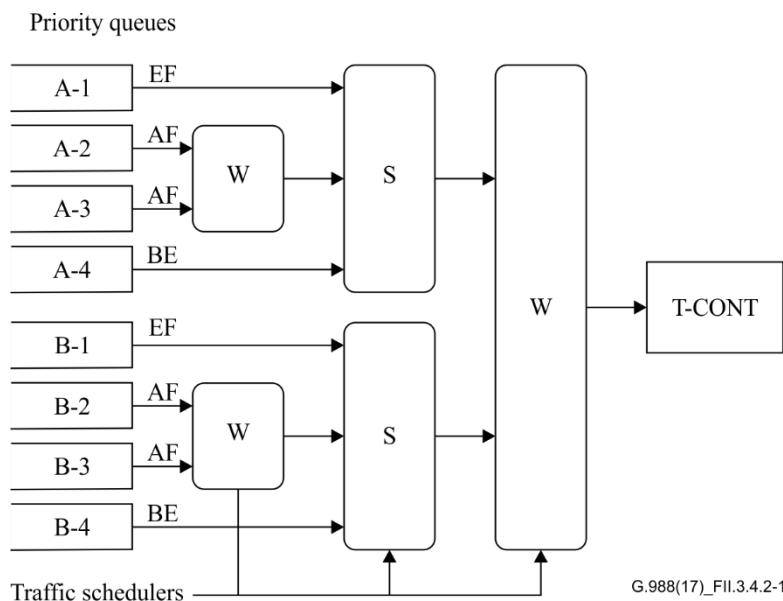 Priority queues
A-1 EF
A-2 AF
A-3 AF
A-4 BE
W
S
B-1 EF
B-2 AF
B-3 AF
B-4 BE
W
S
W
T-CONT
Traffic schedulers
G.988(17)_FII.3.4.2-1